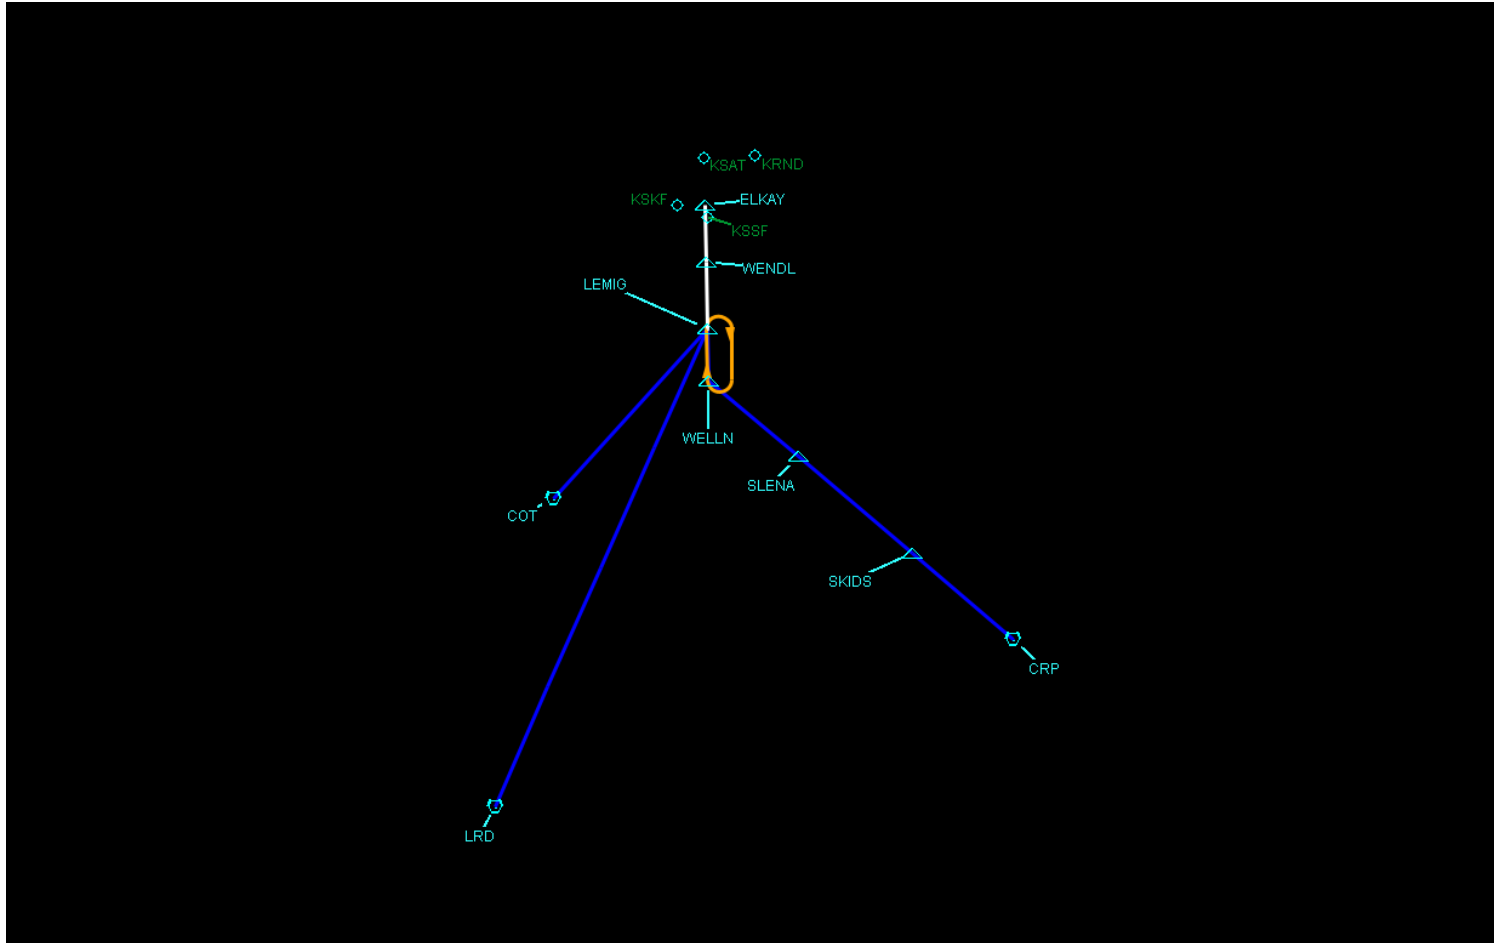 KSAT
KRND
KSKF
ELKAY
KSSF
WENDL
LEMIG
WELLN
SLENA
COT
SKIDS
CRP
LRD